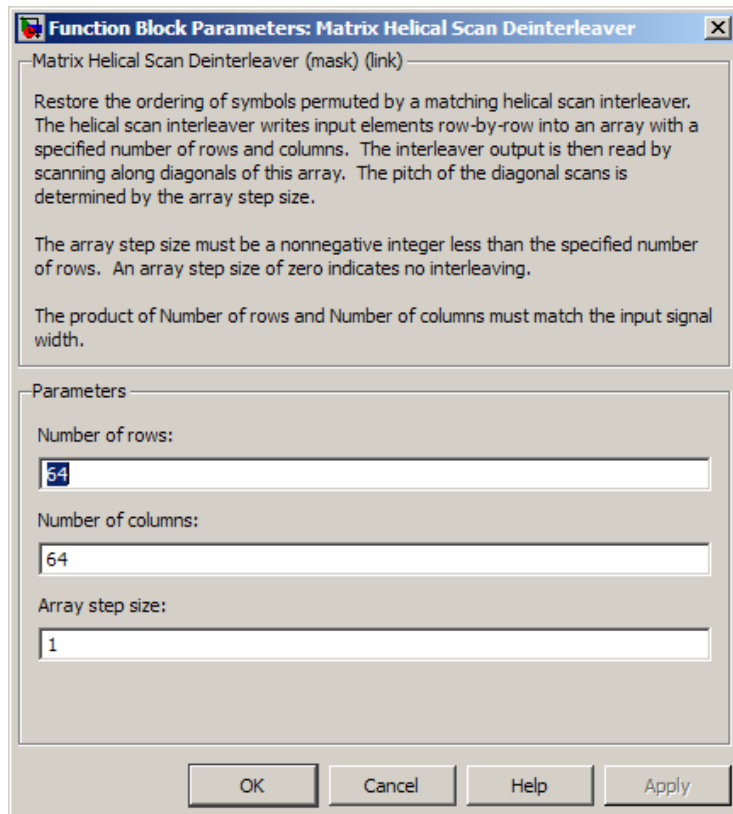 Function Block Parameters: Matrix Helical Scan Deinterleaver
Matrix Helical Scan Deinterleaver (mask) (link)
Restore the ordering of symbols permuted by a matching helical scan interleaver.
The helical scan interleaver writes input elements row-by-row into an array with a
specified number of rows and columns.  The interleaver output is then read by
scanning along diagonals of this array.  The pitch of the diagonal scans is
determined by the array step size.
The array step size must be a nonnegative integer less than the specified number
of rows.  An array step size of zero indicates no interleaving.
The product of Number of rows and Number of columns must match the input signal
width.
Parameters
Number of rows:
64
Number of columns:
64
Array step size:
1
OK Cancel Help Apply